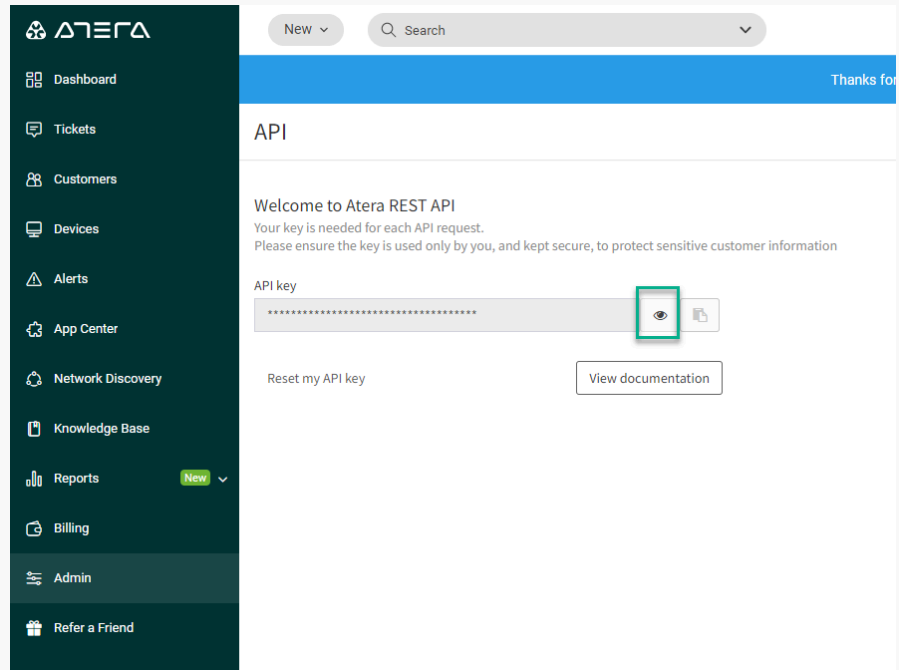 ATERA
New
Search
Dashboard
Thanks for
Tickets
API
Customers
Welcome to Atera REST API
Your key is needed for each API request.
Please ensure the key is used only by you, and kept secure, to protect sensitive customer information
Devices
Alerts
API key
************************************
App Center
Network Discovery
Reset my API key
View documentation
Knowledge Base
Reports
New
Billing
Admin
Refer a Friend